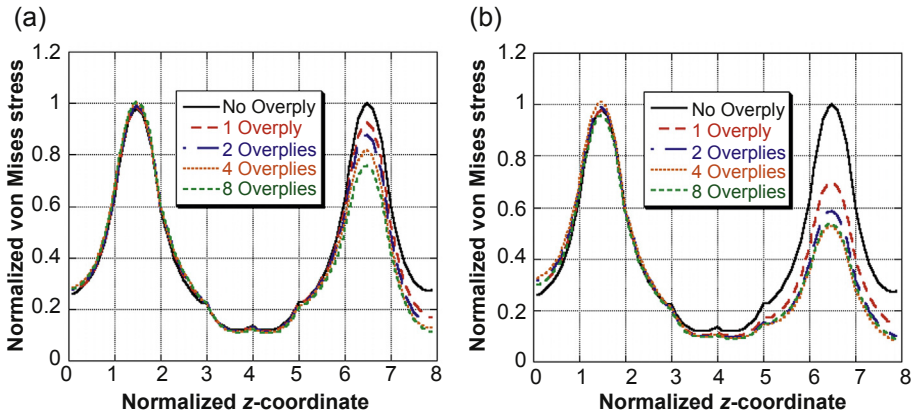 (a)
Normalized von Mises stress
1.2
1
0.8
0.6
0.4
0.2
0
No Overply
1 Overply
2 Overplies
4 Overplies
8 Overplies
0 1 2 3 4 5 6 7 8
Normalized z-coordinate
(b)
Normalized von Mises stress
1.2
1
0.8
0.6
0.4
0.2
0
No Overply
1 Overply
2 Overplies
4 Overplies
8 Overplies
0 1 2 3 4 5 6 7 8
Normalized z-coordinate